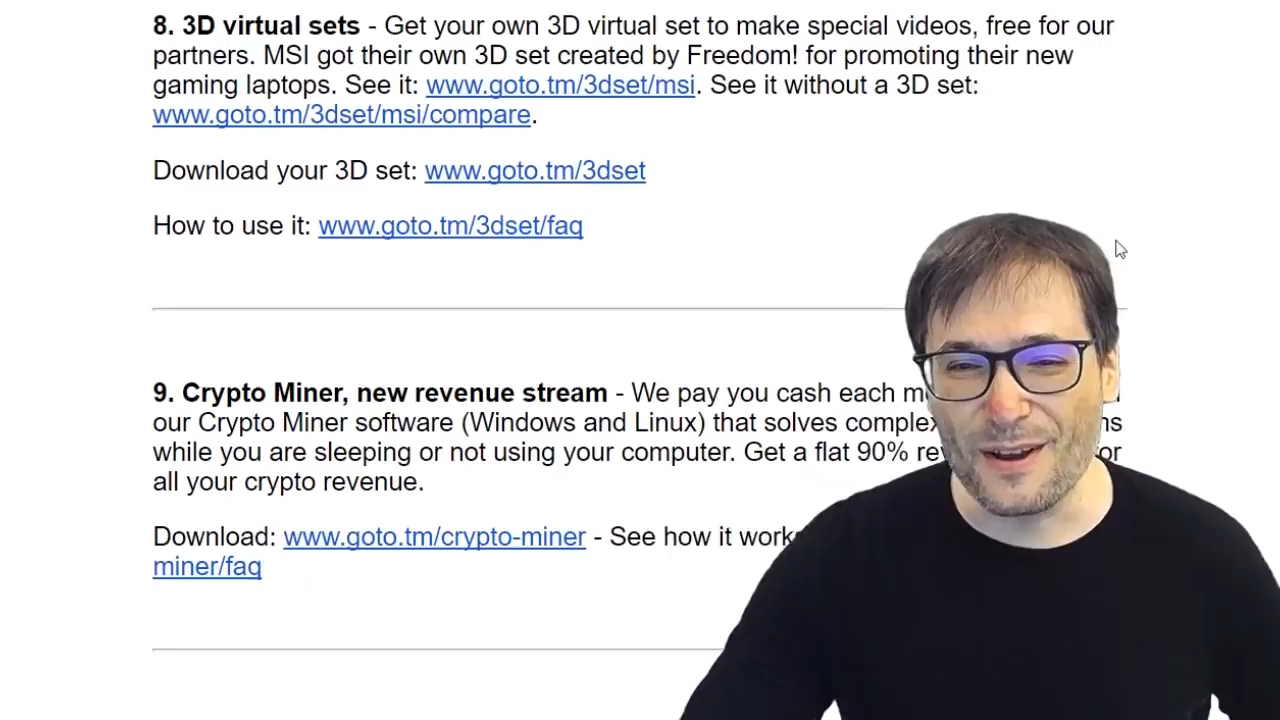 8. 3D virtual sets - Get your own 3D virtual set to make special videos, free for our
partners. MSI got their own 3D set created by Freedom! for promoting their new
gaming laptops. See it: www.goto.tm/3dset/msi. See it without a 3D set:
www.goto.tm/3dset/msi/compare.
Download your 3D set: www.goto.tm/3dset
How to use it: www.goto.tm/3dset/faq
9. Crypto Miner, new revenue stream - We pay you cash each
our Crypto Miner software (Windows and Linux) that solves
while you are sleeping or not using your computer. Get a flat 90%
all your crypto revenue.
Download: www.goto.tm/crypto-miner - See how it
miner/faq